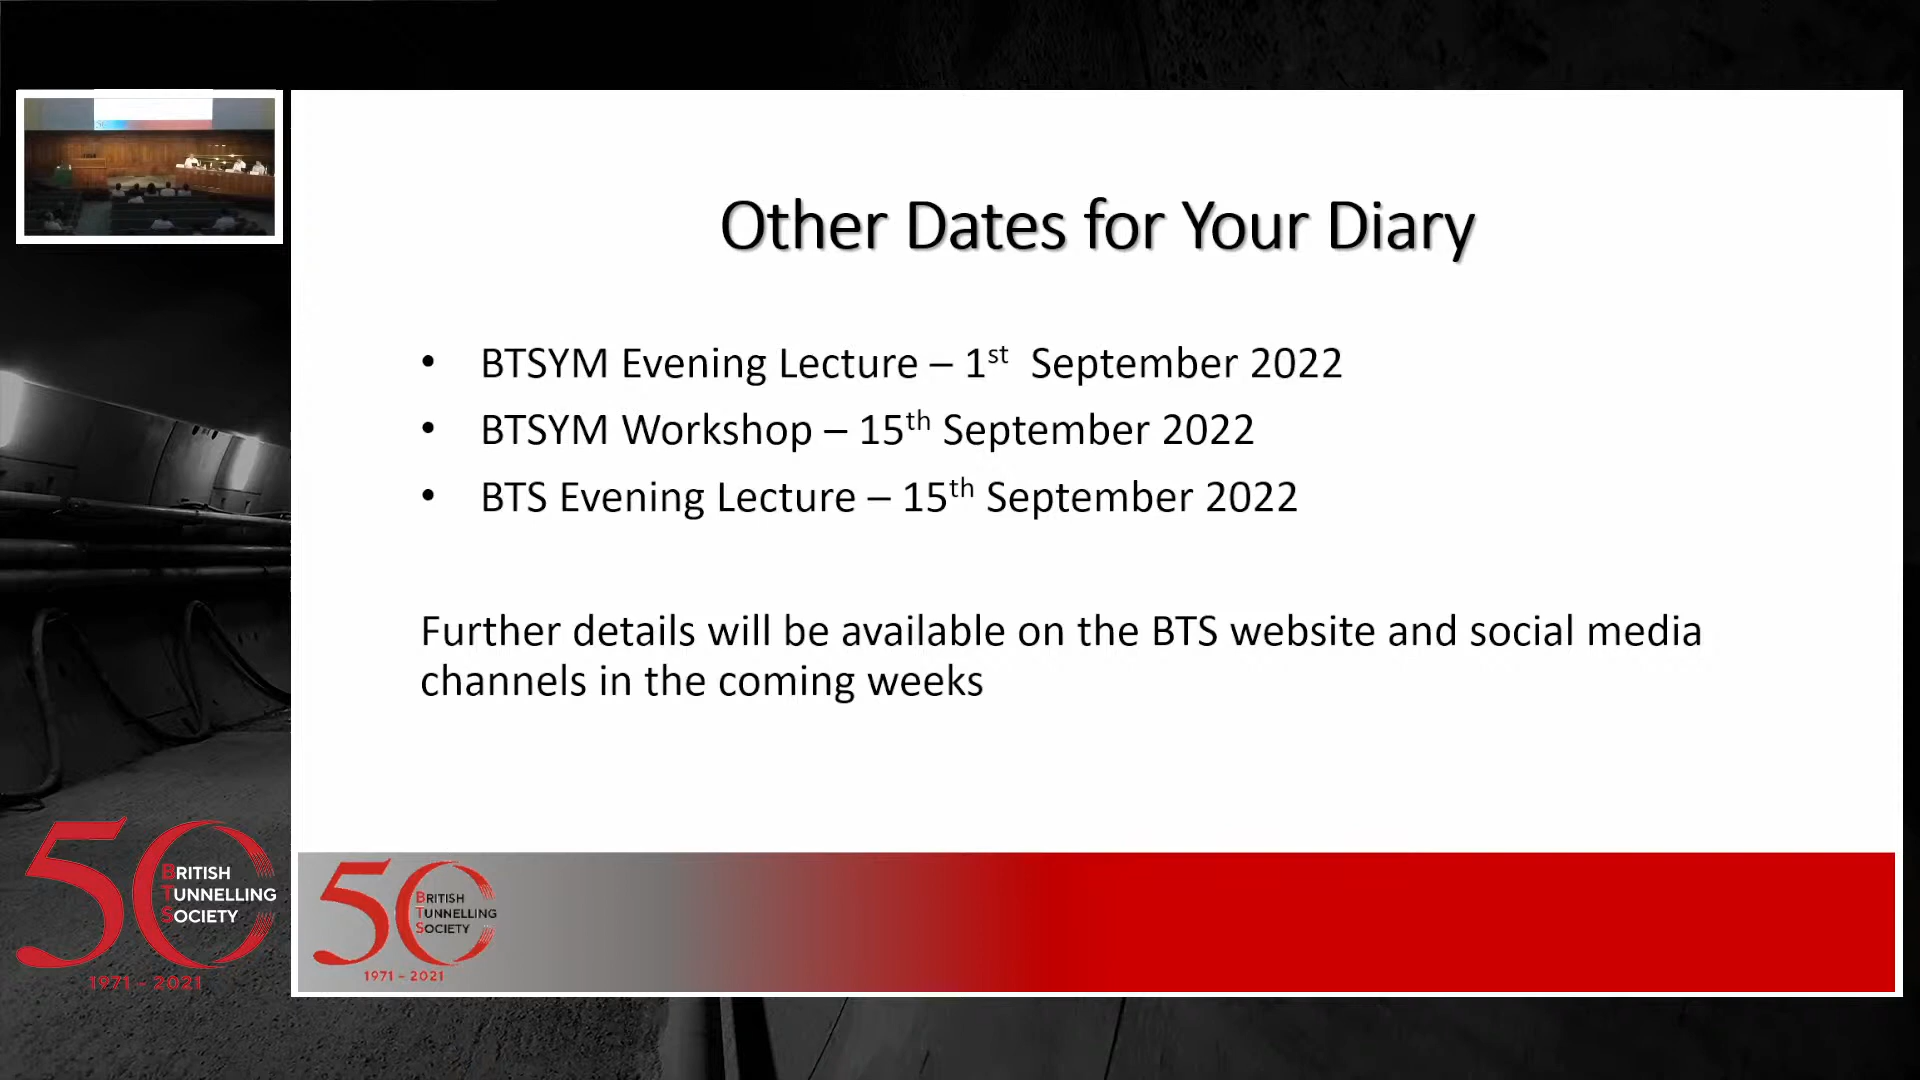 Other Dates for Your Diary
• BTSYM Evening Lecture – 1st September 2022
• BTSYM Workshop – 15th September 2022
• BTS Evening Lecture – 15th September 2022
Further details will be available on the BTS website and social media
channels in the coming weeks
50
BRITISH
TUNNELLING
SOCIETY
1971 – 2021
50
BRITISH
TUNNELLING
SOCIETY
1971 – 2021